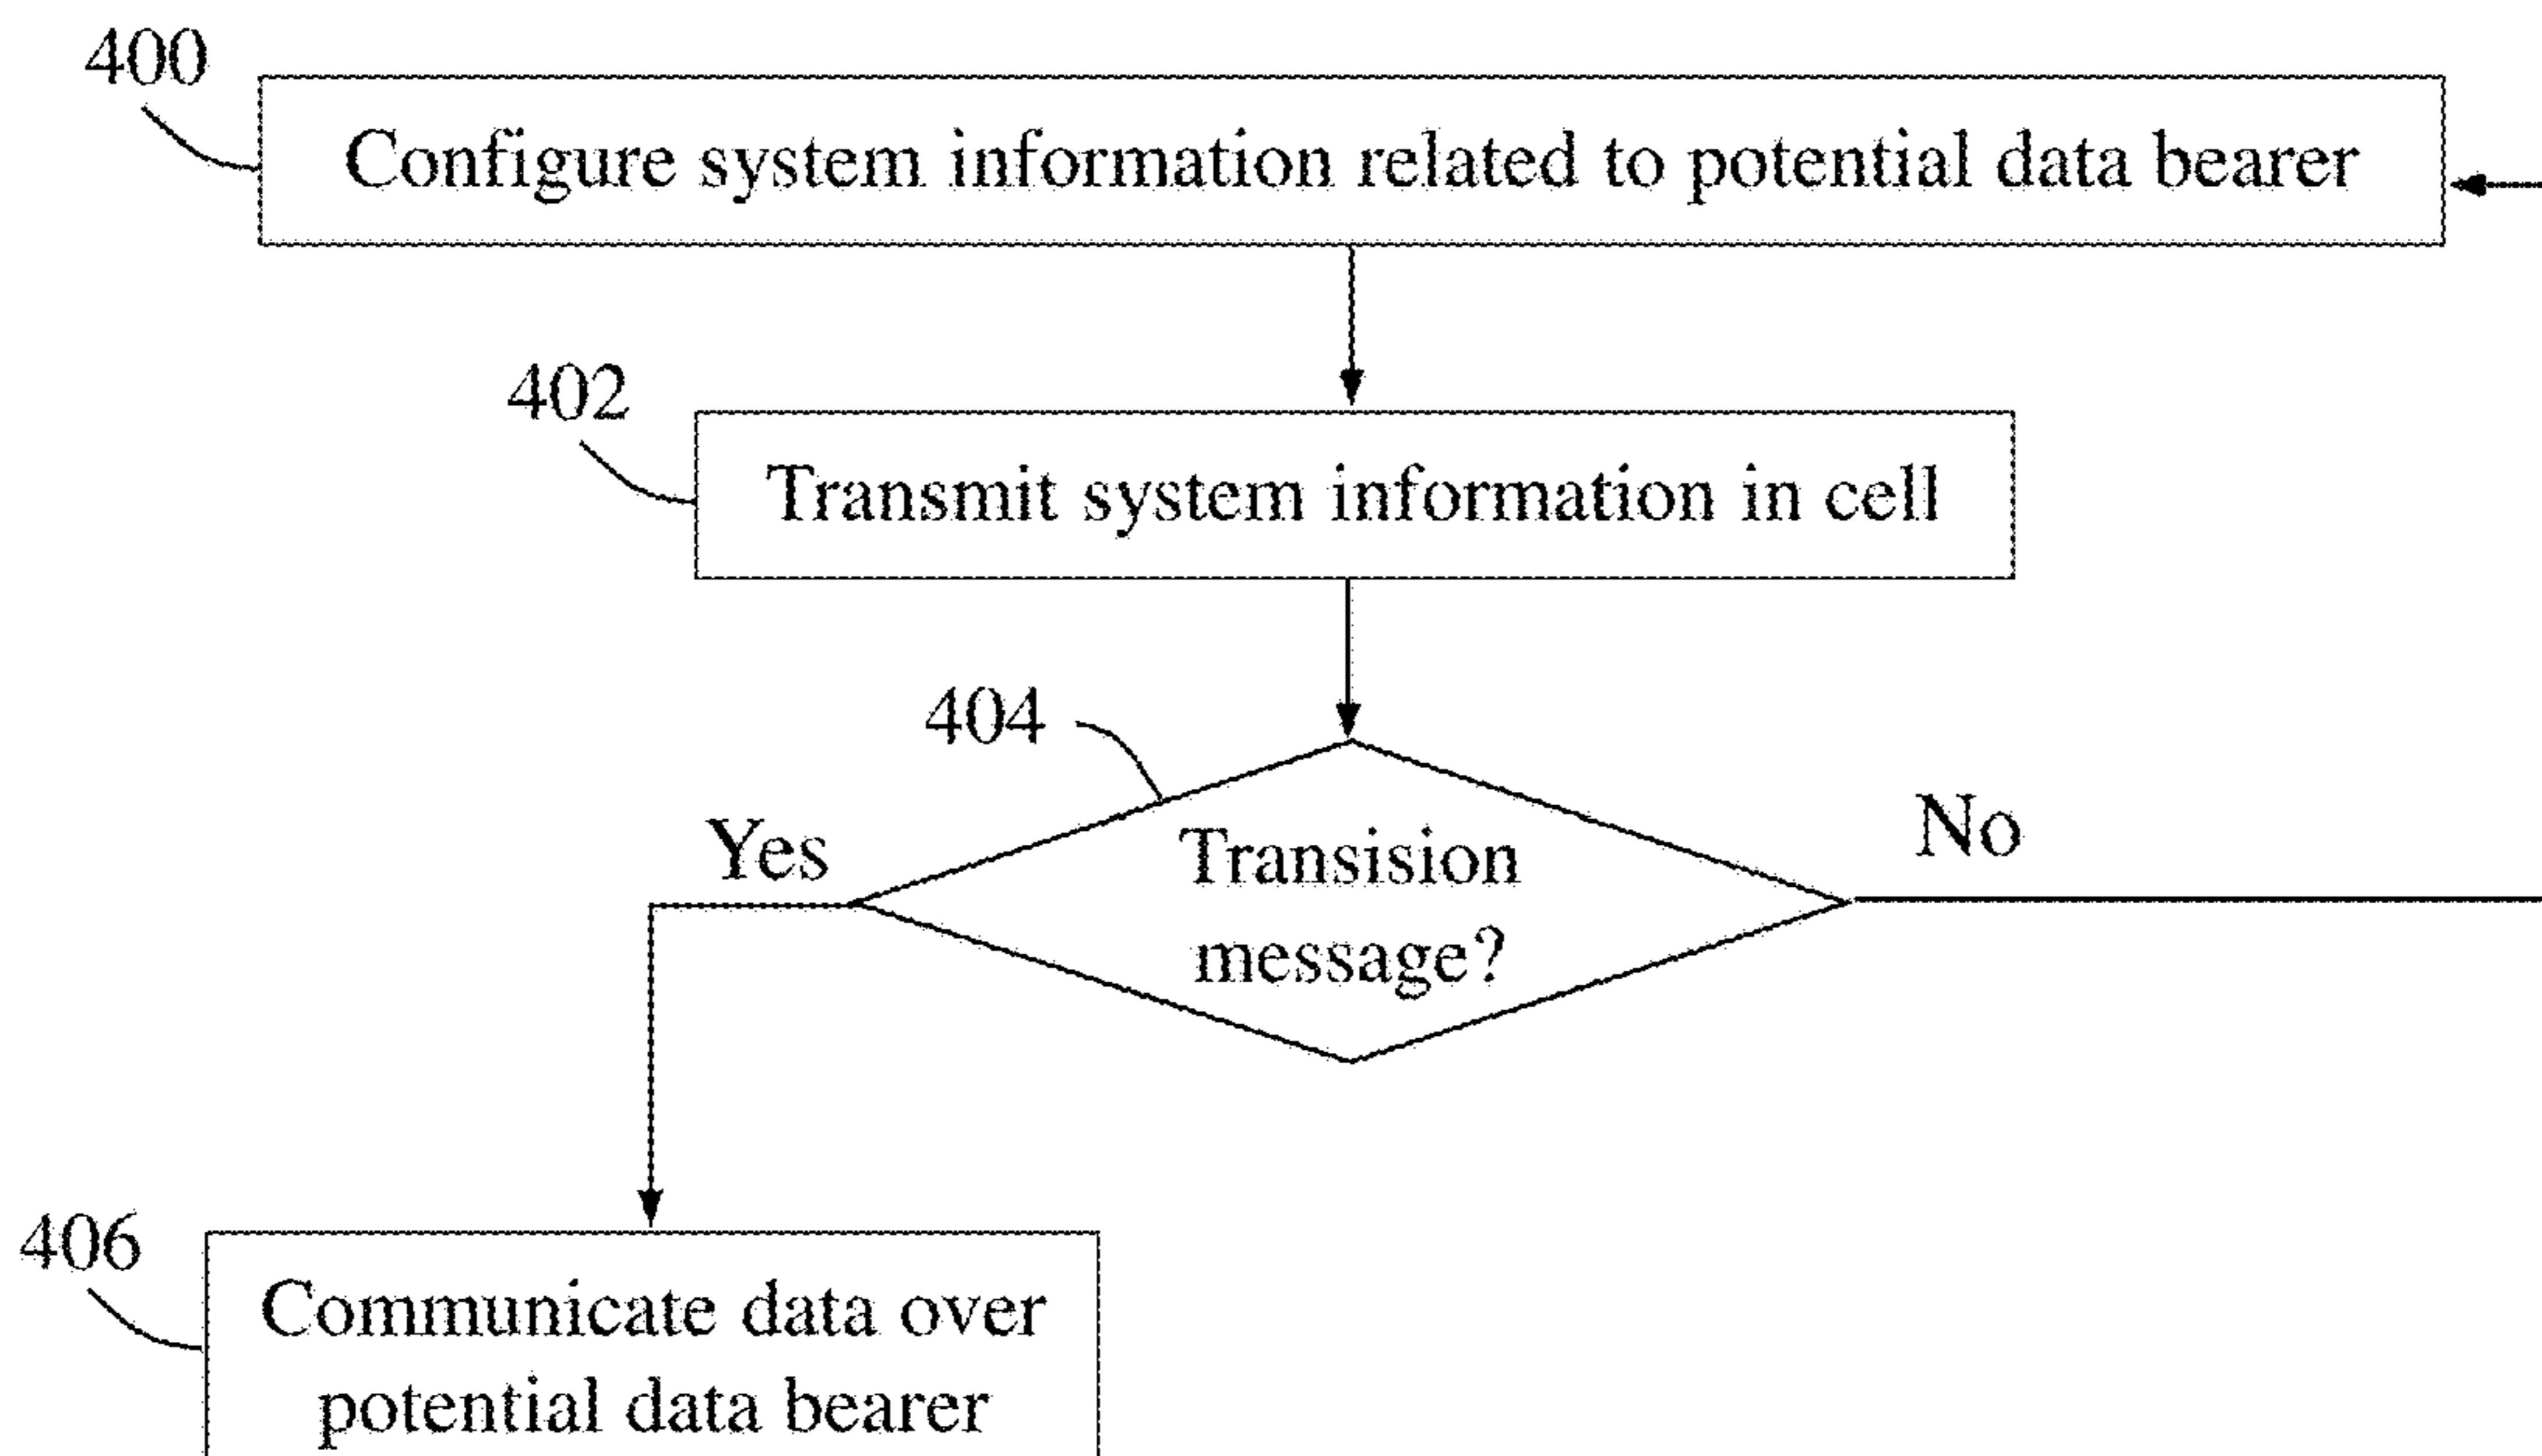 400
Configure system information related to potential data bearer
402
Transmit system information in cell
404
Yes
No
Transision
message?
406
Communicate data over
potential data bearer